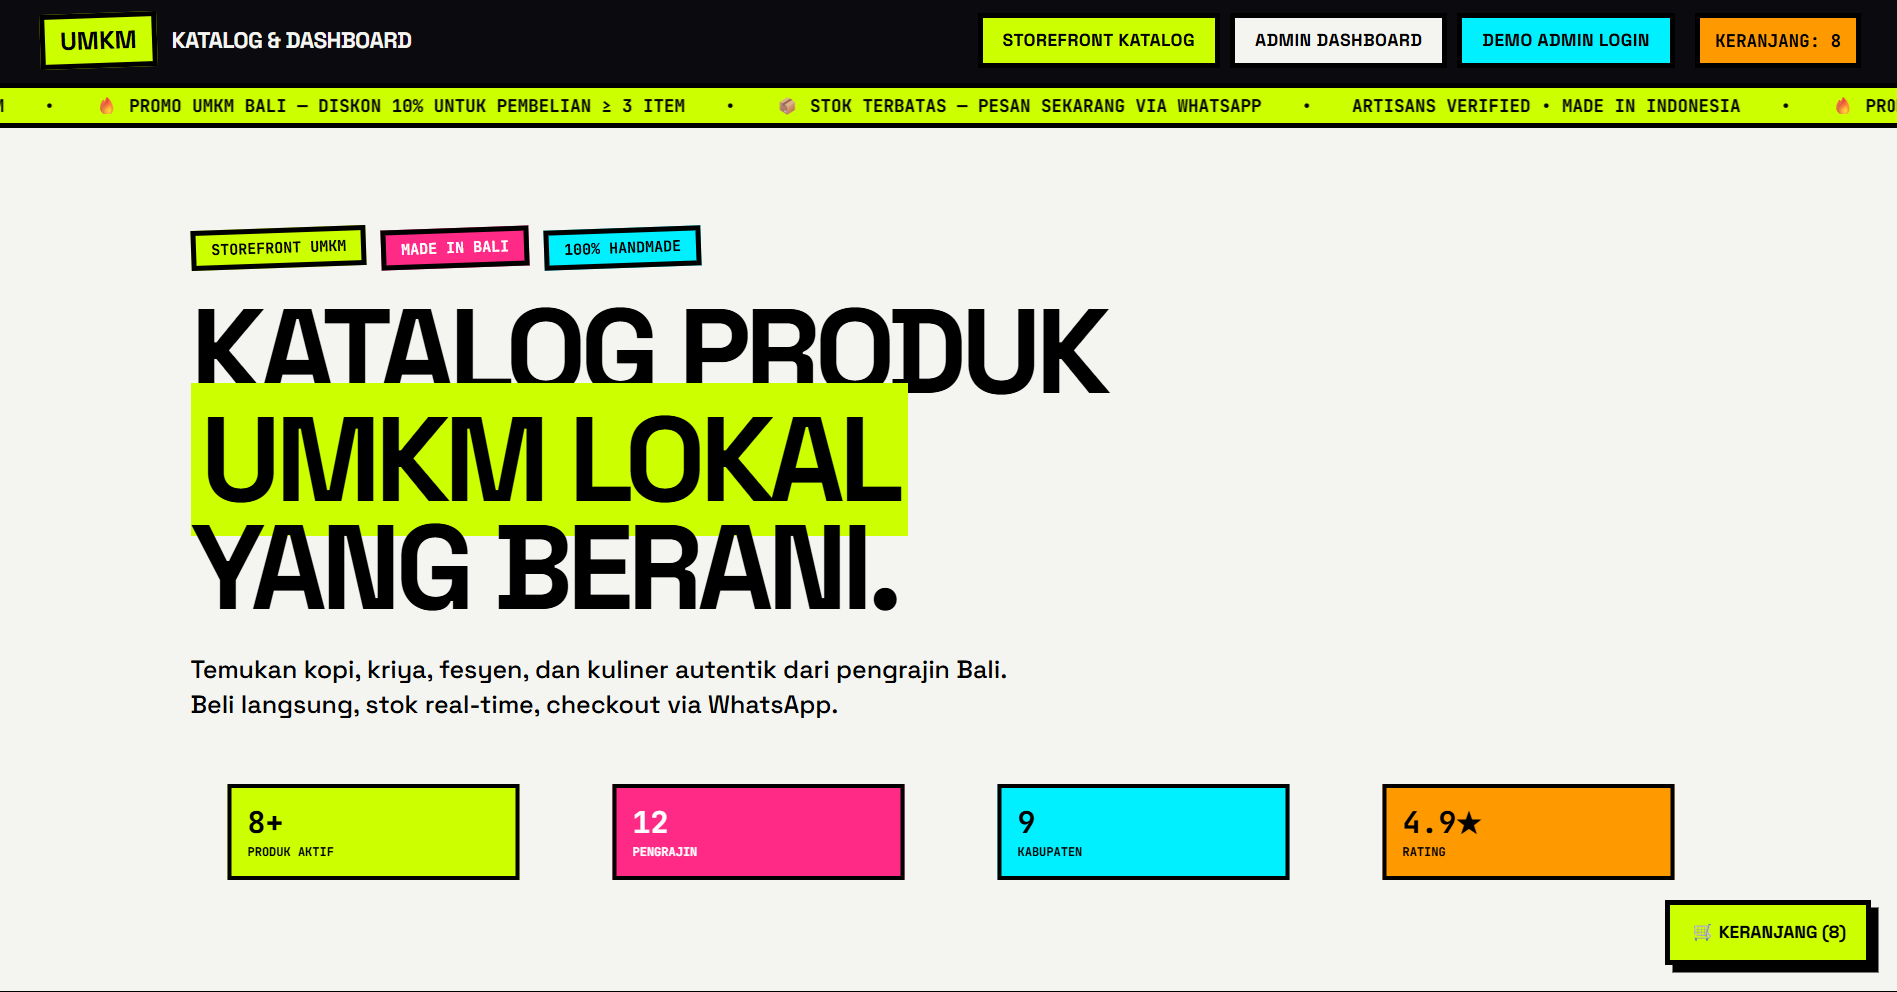 UMKM
KATALOG & DASHBOARD
STOREFRONT KATALOG
ADMIN DASHBOARD
DEMO ADMIN LOGIN
KERANJANG: 8
• 🔥 PROMO UMKM BALI — DISKON 10% UNTUK PEMBELIAN ≥ 3 ITEM • 📦 STOK TERBATAS — PESAN SEKARANG VIA WHATSAPP • ARTISANS VERIFIED • MADE IN INDONESIA • 🔥
STOREFRONT UMKM
MADE IN BALI
100% HANDMADE
KATALOG PRODUK
UMKM LOKAL
YANG BERANI.
Temukan kopi, kriya, fesyen, dan kuliner autentik dari pengrajin Bali.
Beli langsung, stok real-time, checkout via WhatsApp.
8+
PRODUK AKTIF
12
PENGRAJIN
9
KABUPATEN
4.9★
RATING
🛒 KERANJANG (8)